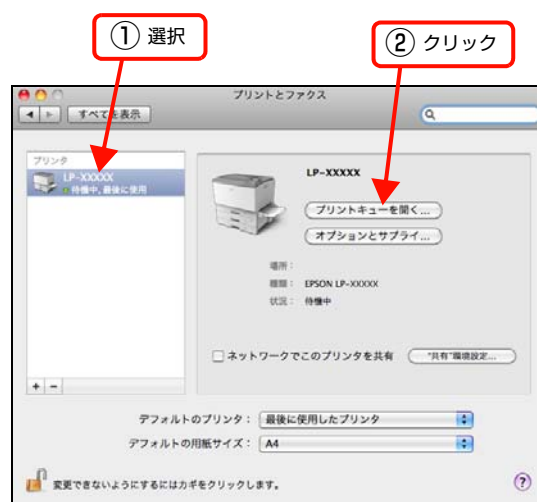 ① 選択
② クリック
プリントとファクス
すべてを表示
プリンタ
LP-XXXXX
待機中, 最後に使用
LP-XXXXX
プリントキューを開く...
オプションとサプライ...
場所：
種類： EPSON LP-XXXXX
状況： 待機中
ネットワークでこのプリンタを共有
"共有"環境設定...
+ -
デフォルトのプリンタ： 最後に使用したプリンタ
デフォルトの用紙サイズ： A4
変更できないようにするにはカギをクリックします。
?